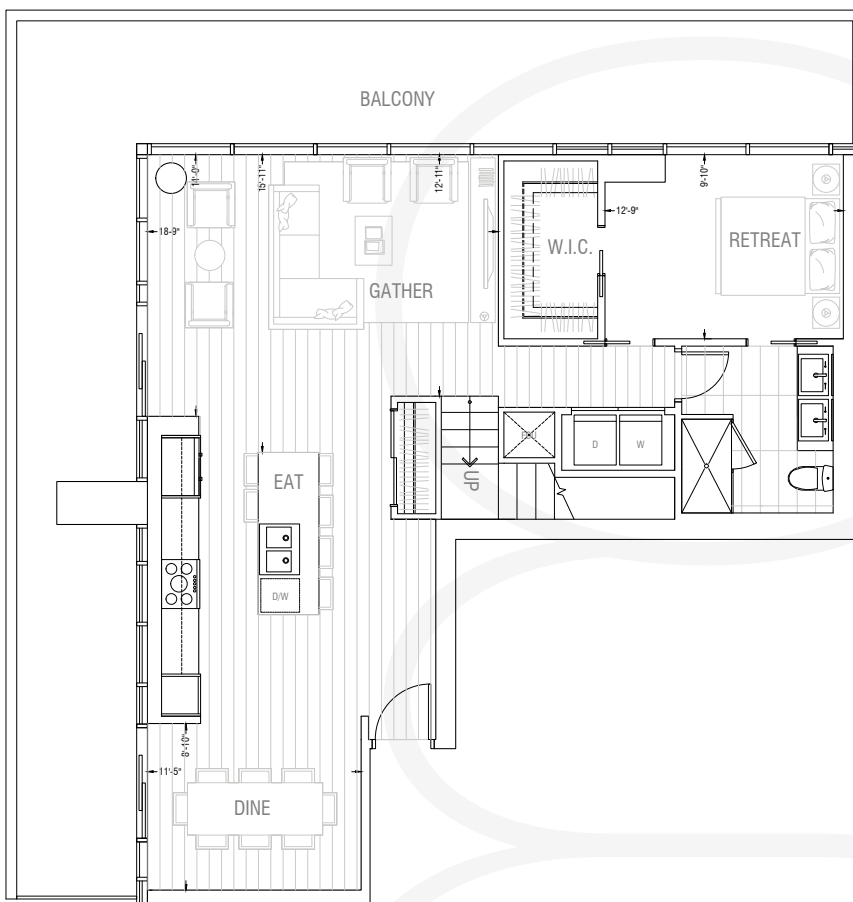 BALCONY
11'-0"
15'-11"
12'-11"
9'-10"
18-9"
12'-9"
W.I.C.
RETREAT
GATHER
D
W
UP
EAT
D/W
8'-10"
11'-5"
DINE